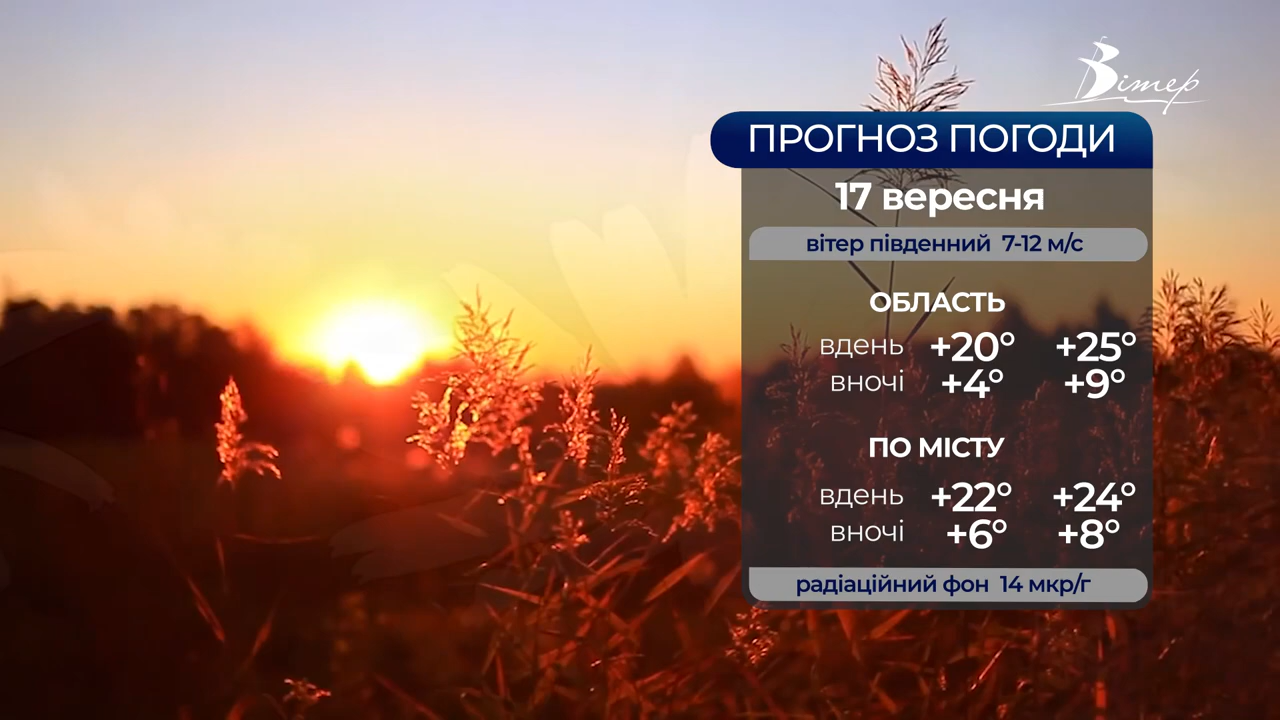 Вітер
ПРОГНОЗ ПОГОДИ
17 вересня
вітер південний 7-12 м/с
ОБЛАСТЬ
вдень +20° +25°
вночі +4° +9°
ПО МІСТУ
вдень +22° +24°
вночі +6° +8°
радіаційний фон 14 мкр/г